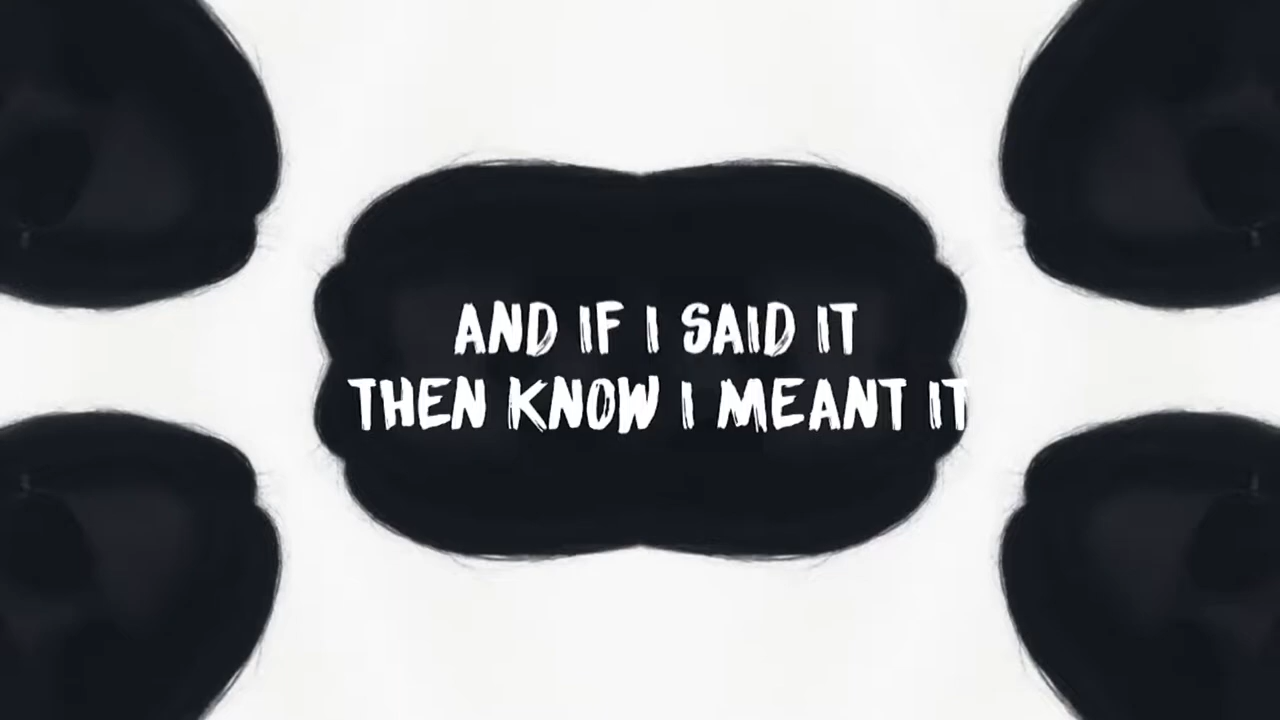 AND IF I SAID IT
THEN KNOW I MEANT IT